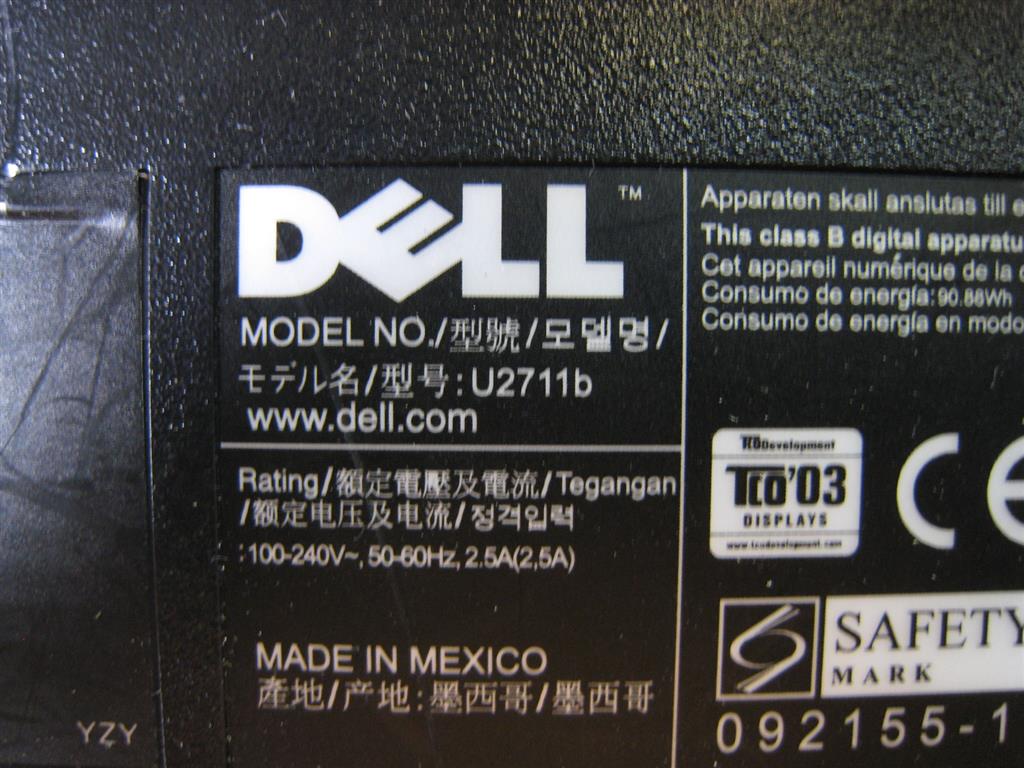 DELL™
MODEL NO./型號/모델명/
モデル名/型号:U2711b
www.dell.com
Rating/額定電壓及電流/Tegangan
/额定电压及电流/정격입력
:100-240V~, 50-60Hz, 2.5A(2,5A)
MADE IN MEXICO
產地/产地:墨西哥/墨西哥
YZY
Apparaten skall anslutas till
This class B digital apparatu
Cet appareil numérique de la
Consumo de energía:90.88Wh
Consumo de energía en modo
TCODevelopment
TCO'03
DISPLAYS
www.tcodevelopment.com
CE
SAFETY
MARK
092155-1